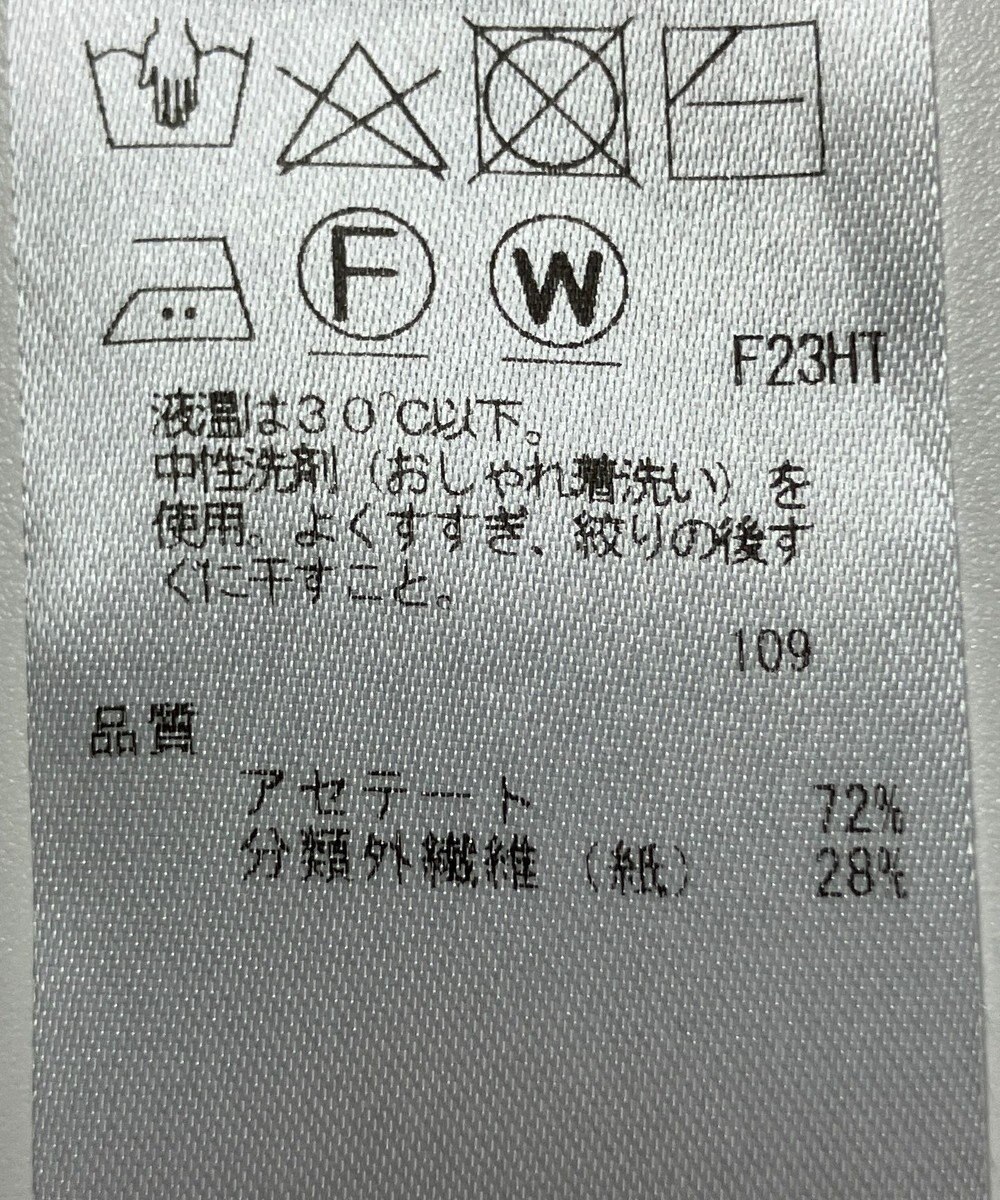 F
W
F23HT
液温は30℃以下。
中性洗剤（おしゃれ着洗い）を
使用。よくすすぎ、絞りの後す
ぐに干すこと。
109
品質
アセテート 72%
分類外繊維（紙） 28%